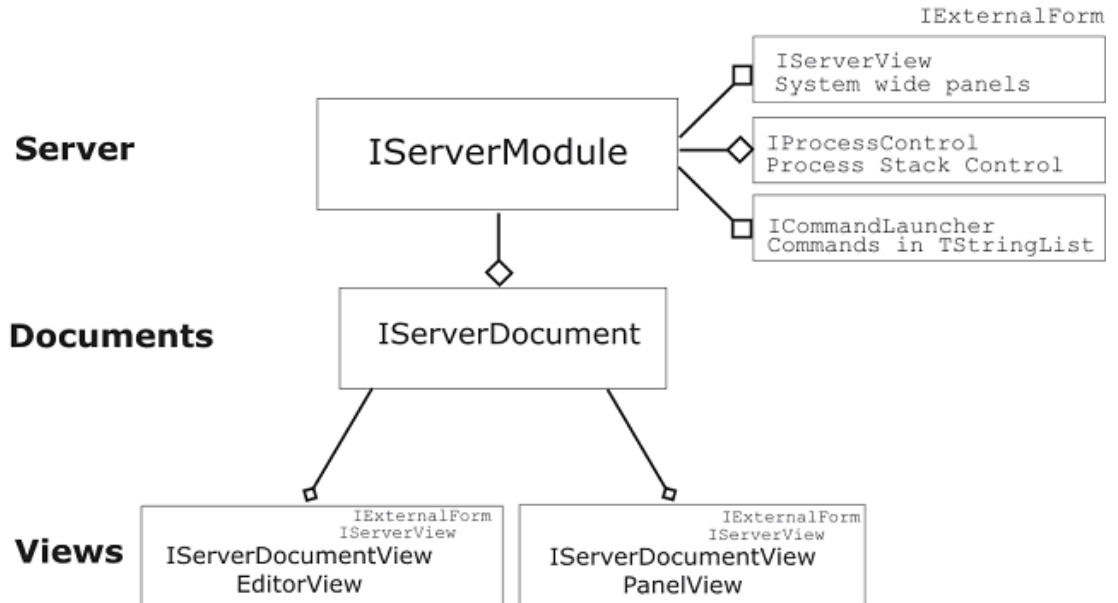 IExternalForm
IServerView
System wide panels
Server
IServerModule
IProcessControl
Process Stack Control
ICommandLauncher
Commands in TStringList
Documents
IServerDocument
Views
IExternalForm
IServerView
IServerDocumentView
EditorView
IExternalForm
IServerView
IServerDocumentView
PanelView